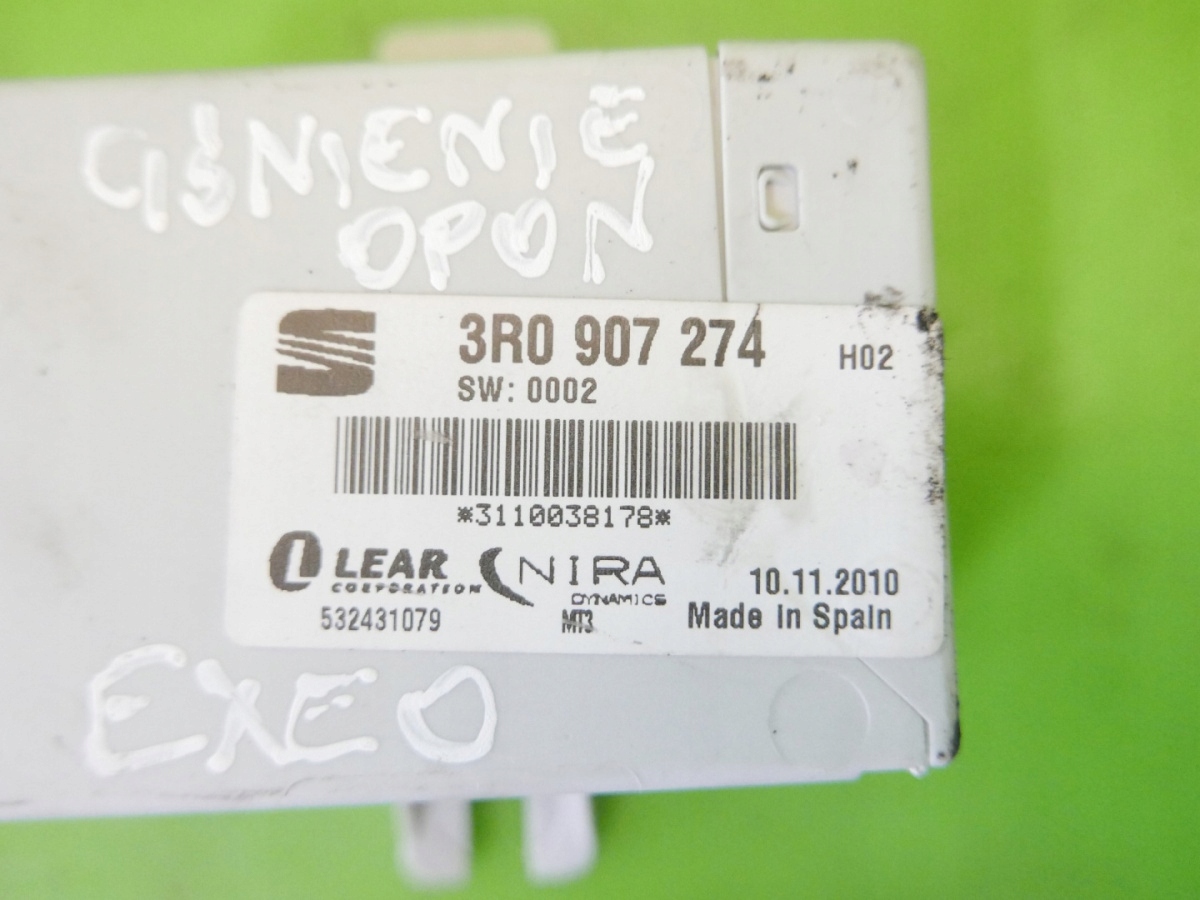 CIŚNIENIE
OPON
3R0 907 274 H02
SW: 0002
*3110038178*
LEAR
CORPORATION
NIRA
DYNAMICS
10.11.2010
532431079
MT3
Made in Spain
EXEO